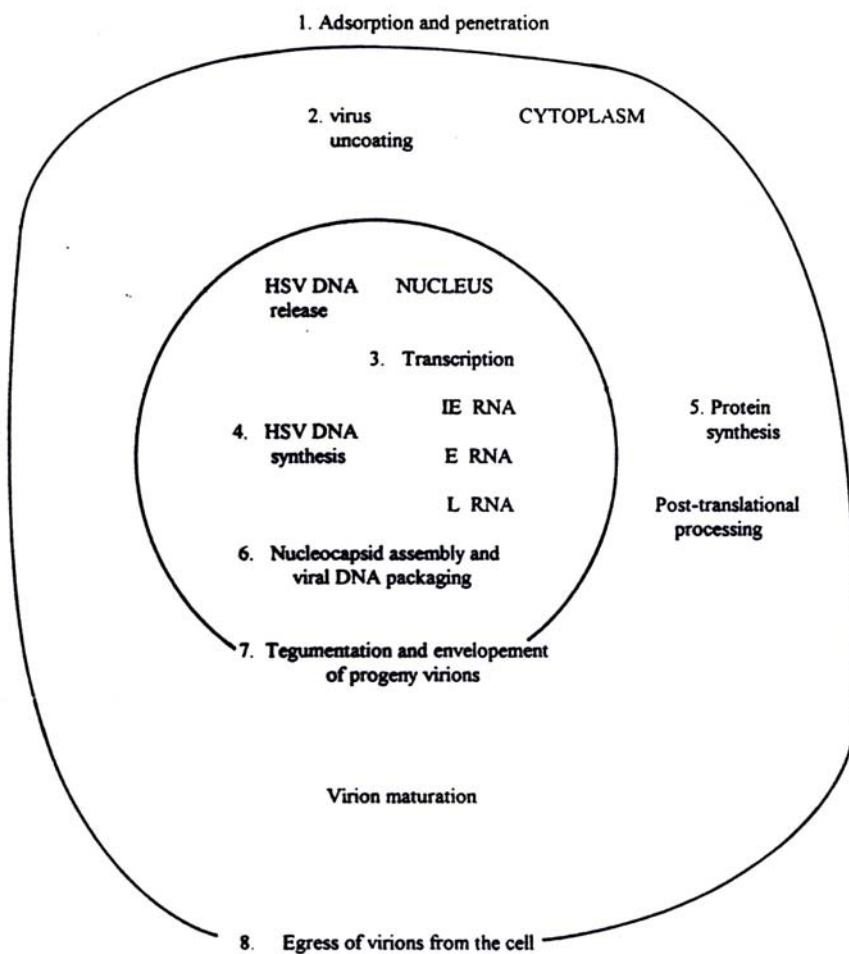 1. Adsorption and penetration
2. virus
uncoating
CYTOPLASM
HSV DNA
release
NUCLEUS
3. Transcription
IE RNA
4. HSV DNA
synthesis
E RNA
L RNA
5. Protein
synthesis
Post-translational
processing
6. Nucleocapsid assembly and
viral DNA packaging
7. Tegumentation and envelopement
of progeny virions
Virion maturation
8. Egress of virions from the cell